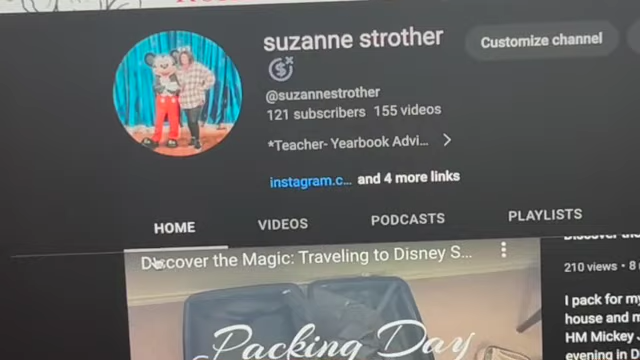 suzanne strother
Customize channel
@suzannestrother
121 subscribers 155 videos
*Teacher- Yearbook Advi...
instagram.c... and 4 more links
HOME VIDEOS PODCASTS PLAYLISTS
Discover the Magic: Traveling to Disney S...
210 views • 8
I pack for my
house and m
HM Mickey
evening in D
Packing Day